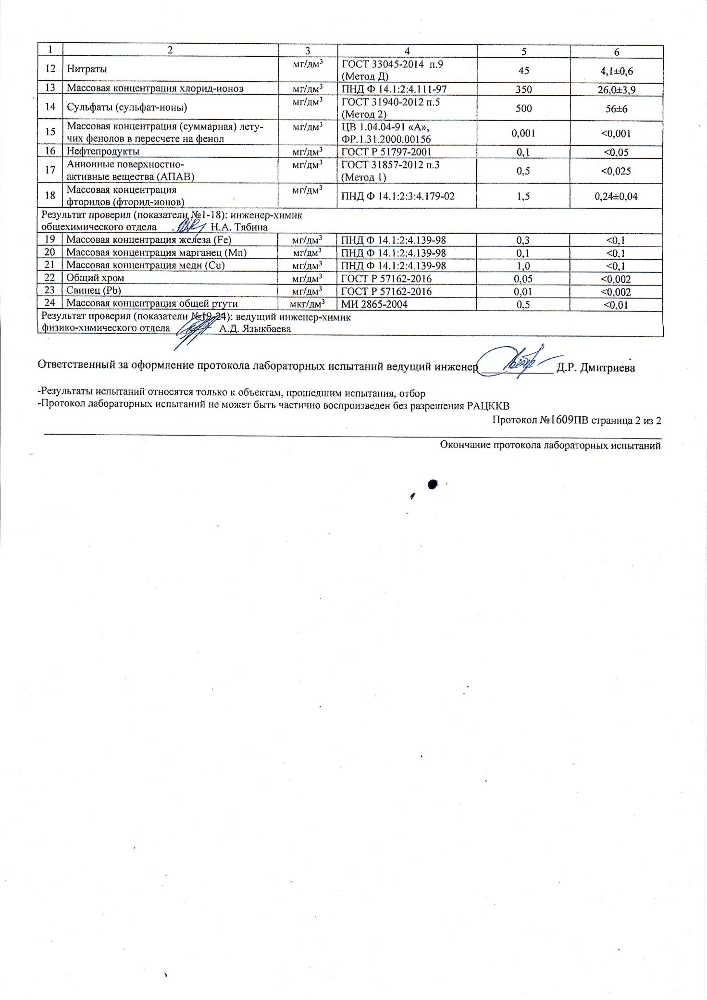 1 2 3 4 5 6
12 Нитраты мг/дм³ ГОСТ 33045-2014 п.9 (Метод Д) 45 4,1±0,6
13 Массовая концентрация хлорид-ионов мг/дм³ ПНД Ф 14.1:2:4.111-97 350 26,0±3,9
14 Сульфаты (сульфат-ионы) мг/дм³ ГОСТ 31940-2012 п.5 (Метод 2) 500 56±6
15 Массовая концентрация (суммарная) лету-
чих фенолов в пересчете на фенол мг/дм³ ЦВ 1.04.04-91 «А», ФР.1.31.2000.00156 0,001 <0,001
16 Нефтепродукты мг/дм³ ГОСТ Р 51797-2001 0,1 <0,05
17 Анионные поверхностно-
активные вещества (АПАВ) мг/дм³ ГОСТ 31857-2012 п.3 (Метод 1) 0,5 <0,025
18 Массовая концентрация
фторидов (фторид-ионов) мг/дм³ ПНД Ф 14.1:2:3:4.179-02 1,5 0,24±0,04
Результат проверил (показатели №1-18): инженер-химик
общехимического отдела Н.А. Тябина
19 Массовая концентрация железа (Fe) мг/дм³ ПНД Ф 14.1:2:4.139-98 0,3 <0,1
20 Массовая концентрация марганец (Mn) мг/дм³ ПНД Ф 14.1:2:4.139-98 0,1 <0,1
21 Массовая концентрация меди (Cu) мг/дм³ ПНД Ф 14.1:2:4.139-98 1,0 <0,1
22 Общий хром мг/дм³ ГОСТ Р 57162-2016 0,05 <0,002
23 Свинец (Pb) мг/дм³ ГОСТ Р 57162-2016 0,01 <0,002
24 Массовая концентрация общей ртути мкг/дм³ МИ 2865-2004 0,5 <0,01
Результат проверил (показатели №19-24): ведущий инженер-химик
физико-химического отдела А.Д. Языкбаева
Ответственный за оформление протокола лабораторных испытаний ведущий инженер Д.Р. Дмитриева
-Результаты испытаний относятся только к объектам, прошедшим испытания, отбор
-Протокол лабораторных испытаний не может быть частично воспроизведен без разрешения РАЦККВ
Протокол №1609ПВ страница 2 из 2
Окончание протокола лабораторных испытаний